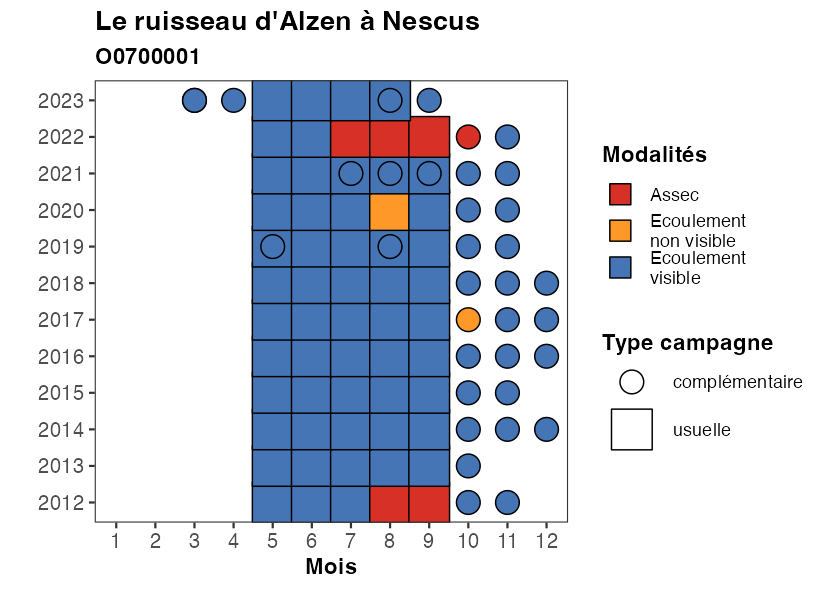 Le ruisseau d'Alzen à Nescus
O0700001
2023
2022
2021
2020
2019
2018
2017
2016
2015
2014
2013
2012
1 2 3 4 5 6 7 8 9 10 11 12
Mois
Modalités
Assec
Ecoulement
non visible
Ecoulement
visible
Type campagne
complémentaire
usuelle